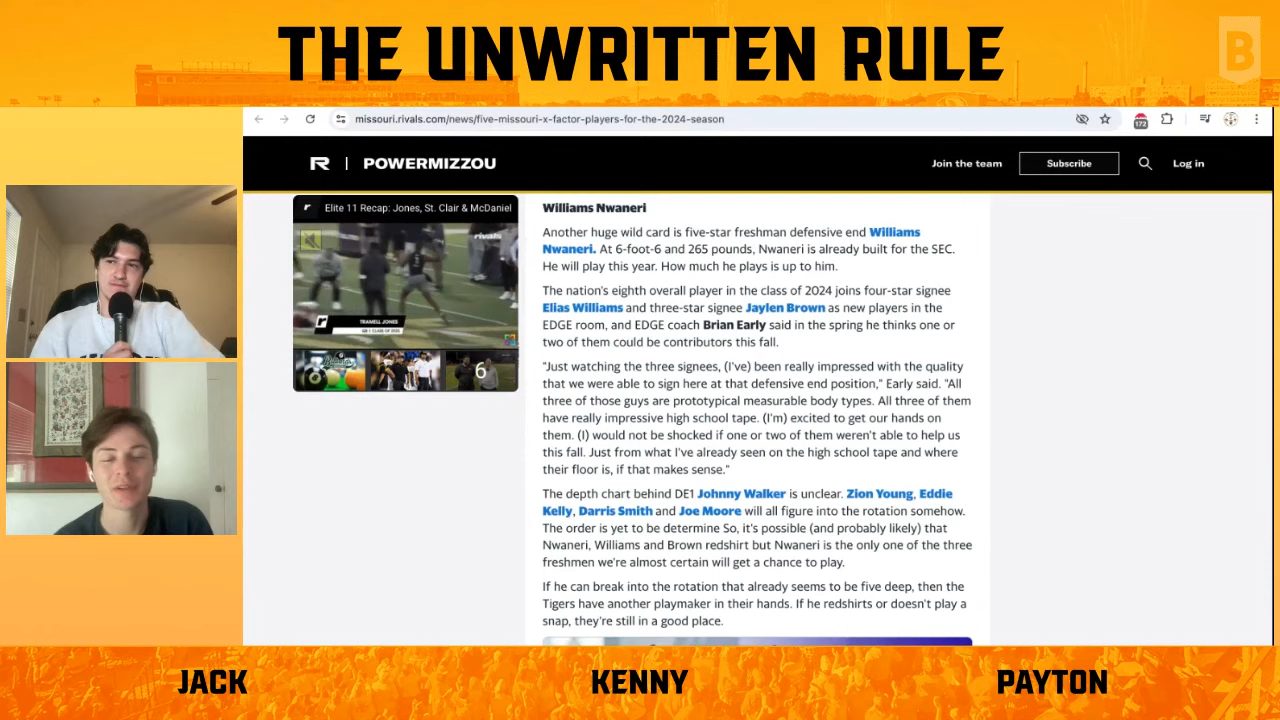 THE UNWRITTEN RULE
B
missouri.rivals.com/news/five-missouri-x-factor-players-for-the-2024-season
172
R | POWERMIZZOU
Join the team
Subscribe
Log in
Elite 11 Recap: Jones, St. Clair & McDaniel
rivals
TRAMELL JONES
6
Williams Nwaneri
Another huge wild card is five-star freshman defensive end Williams
Nwaneri. At 6-foot-6 and 265 pounds, Nwaneri is already built for the SEC.
He will play this year. How much he plays is up to him.
The nation's eighth overall player in the class of 2024 joins four-star signee
Elias Williams and three-star signee Jaylen Brown as new players in the
EDGE room, and EDGE coach Brian Early said in the spring he thinks one or
two of them could be contributors this fall.
"Just watching the three signees, (I've) been really impressed with the quality
that we were able to sign here at that defensive end position," Early said. "All
three of those guys are prototypical measurable body types. All three of them
have really impressive high school tape. (I'm) excited to get our hands on
them. (I) would not be shocked if one or two of them weren't able to help us
this fall. Just from what I've already seen on the high school tape and where
their floor is, if that makes sense."
The depth chart behind DE1 Johnny Walker is unclear. Zion Young, Eddie
Kelly, Darris Smith and Joe Moore will all figure into the rotation somehow.
The order is yet to be determine So, it's possible (and probably likely) that
Nwaneri, Williams and Brown redshirt but Nwaneri is the only one of the three
freshmen we're almost certain will get a chance to play.
If he can break into the rotation that already seems to be five deep, then the
Tigers have another playmaker in their hands. If he redshirts or doesn't play a
snap, they're still in a good place.
JACK
KENNY
PAYTON